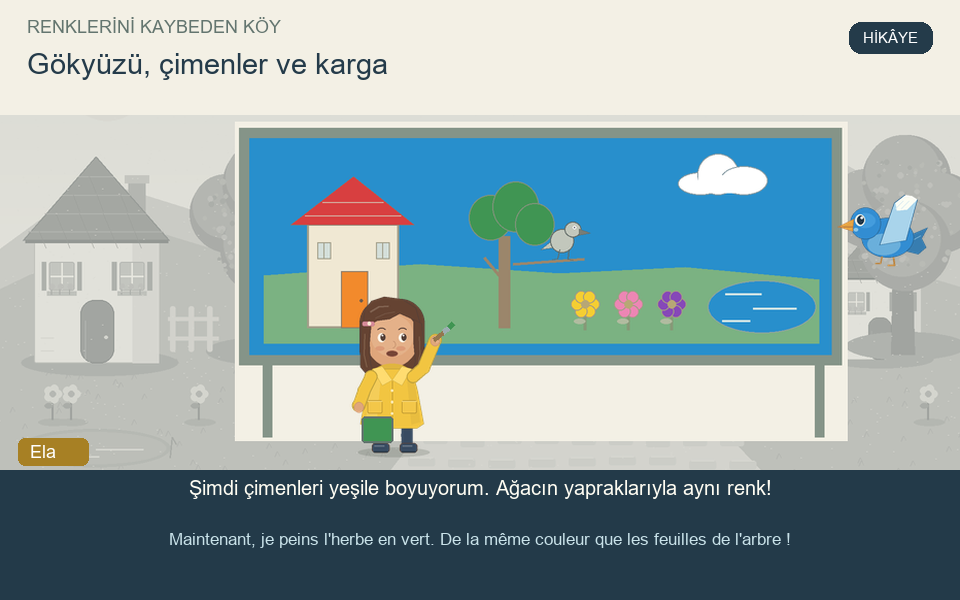 RENKLERİNİ KAYBEDEN KÖY
HİKÂYE
Gökyüzü, çimenler ve karga
Ela
Şimdi çimenleri yeşile boyuyorum. Ağacın yapraklarıyla aynı renk!
Maintenant, je peins l'herbe en vert. De la même couleur que les feuilles de l'arbre !